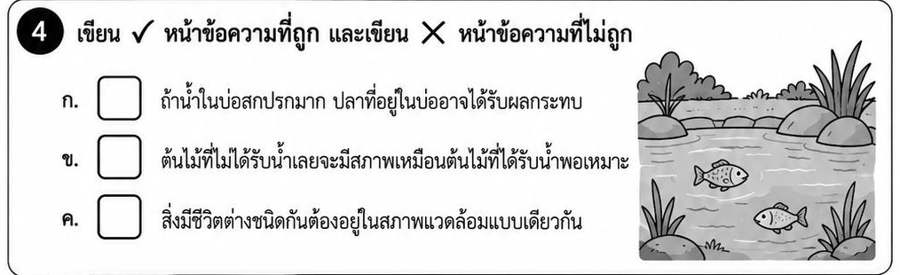 4 เขียน ✓ หน้าข้อความที่ถูก และเขียน ✕ หน้าข้อความที่ไม่ถูก
ก. ถ้าน้ำในบ่อสกปรกมาก ปลาที่อยู่ในบ่ออาจได้รับผลกระทบ
ข. ต้นไม้ที่ไม่ได้รับน้ำเลยจะมีสภาพเหมือนต้นไม้ที่ได้รับน้ำพอเหมาะ
ค. สิ่งมีชีวิตต่างชนิดกันต้องอยู่ในสภาพแวดล้อมแบบเดียวกัน